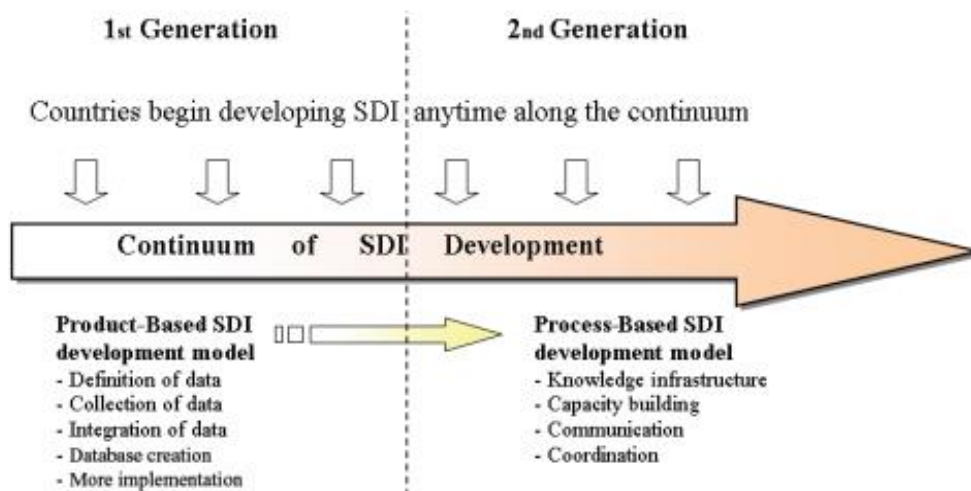 1st Generation
2nd Generation
Countries begin developing SDI anytime along the continuum
Continuum of SDI Development
Product-Based SDI
development model
- Definition of data
- Collection of data
- Integration of data
- Database creation
- More implementation
Process-Based SDI
development model
- Knowledge infrastructure
- Capacity building
- Communication
- Coordination